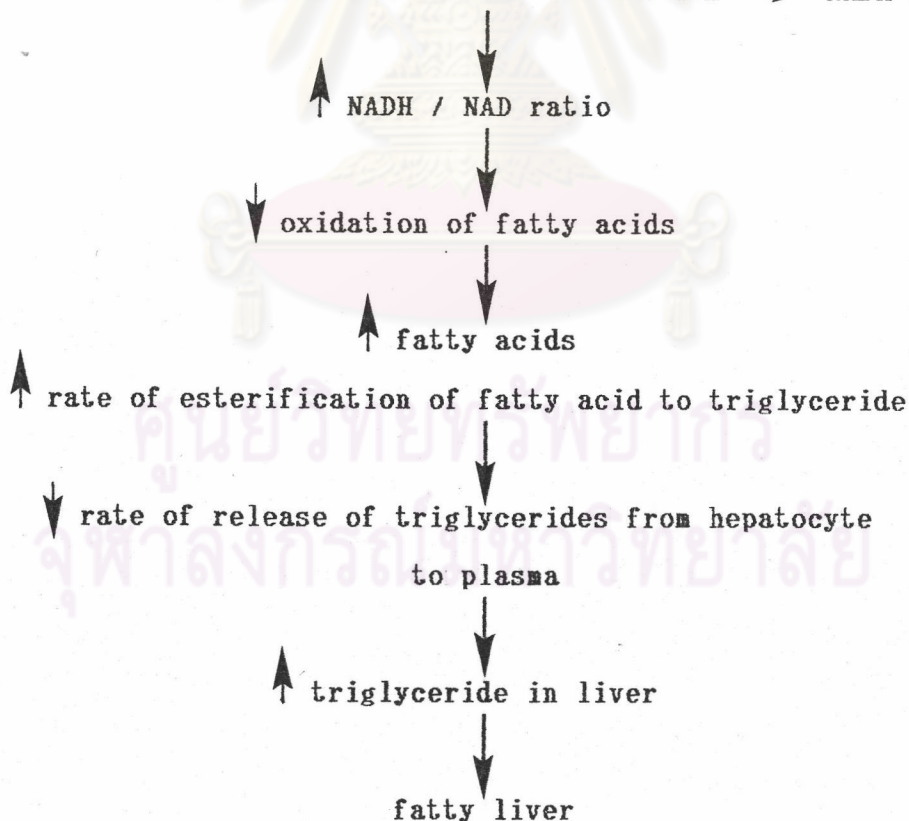 ↑ NADH / NAD ratio
↓ oxidation of fatty acids
↑ fatty acids
↑ rate of esterification of fatty acid to triglyceride
ศูนย์วิทยทรัพยากร
↓ rate of release of triglycerides from hepatocyte
จุฬาลงกรณ์มหาวิทยาลัย
to plasma
↑ triglyceride in liver
fatty liver